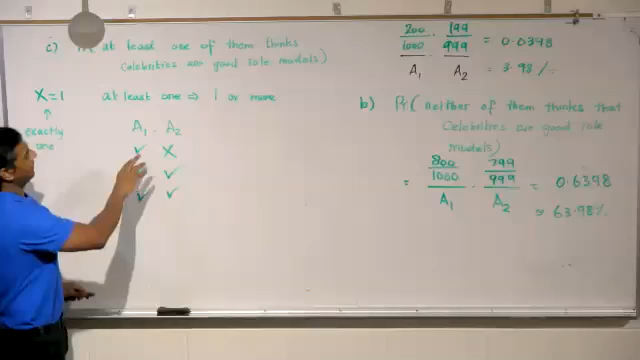 c) at least one of them thinks
celebrities are good role models
X = 1 at least one ⇒ 1 or more
↑
exactly
one
A₁ . A₂
✓ X
✓
✓ ✓
200/1000 · 199/999 = 0.0398
A₁ A₂ = 3.98 %
b) Pr( neither of them thinks that
Celebrities are good role
models)
= 800/1000 · 799/999 = 0.6398
A₁ A₂ = 63.98%